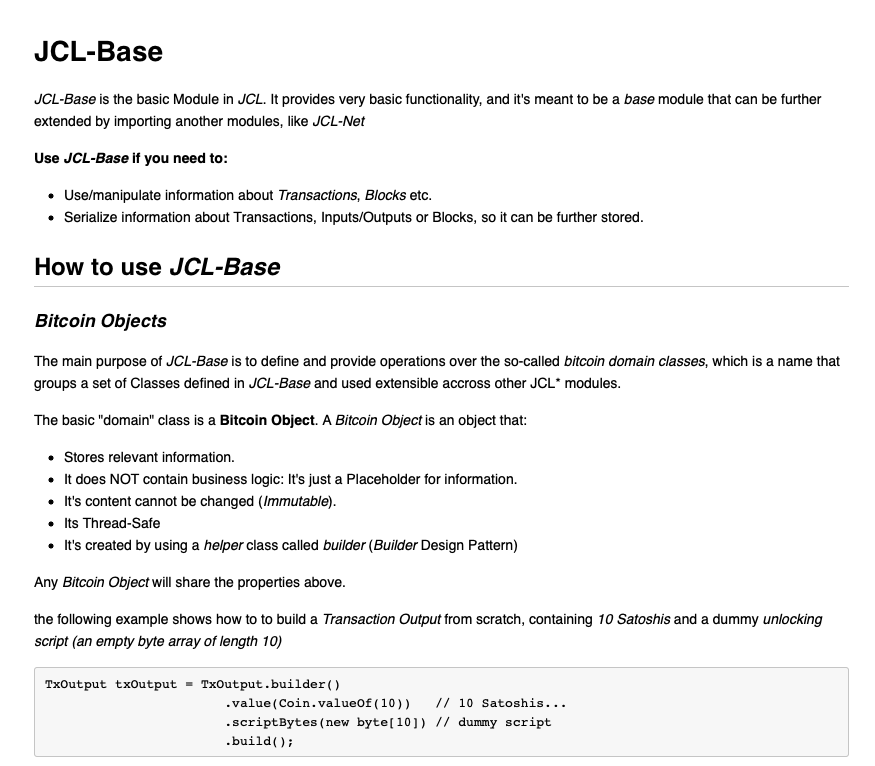 JCL-Base
JCL-Base is the basic Module in JCL. It provides very basic functionality, and it's meant to be a base module that can be further
extended by importing another modules, like JCL-Net
Use JCL-Base if you need to:
• Use/manipulate information about Transactions, Blocks etc.
• Serialize information about Transactions, Inputs/Outputs or Blocks, so it can be further stored.
How to use JCL-Base
Bitcoin Objects
The main purpose of JCL-Base is to define and provide operations over the so-called bitcoin domain classes, which is a name that
groups a set of Classes defined in JCL-Base and used extensible accross other JCL* modules.
The basic "domain" class is a Bitcoin Object. A Bitcoin Object is an object that:
• Stores relevant information.
• It does NOT contain business logic: It's just a Placeholder for information.
• It's content cannot be changed (Immutable).
• Its Thread-Safe
• It's created by using a helper class called builder (Builder Design Pattern)
Any Bitcoin Object will share the properties above.
the following example shows how to to build a Transaction Output from scratch, containing 10 Satoshis and a dummy unlocking
script (an empty byte array of length 10)
TxOutput txOutput = TxOutput.builder()
.value(Coin.valueOf(10)) // 10 Satoshis...
.scriptBytes(new byte[10]) // dummy script
.build();